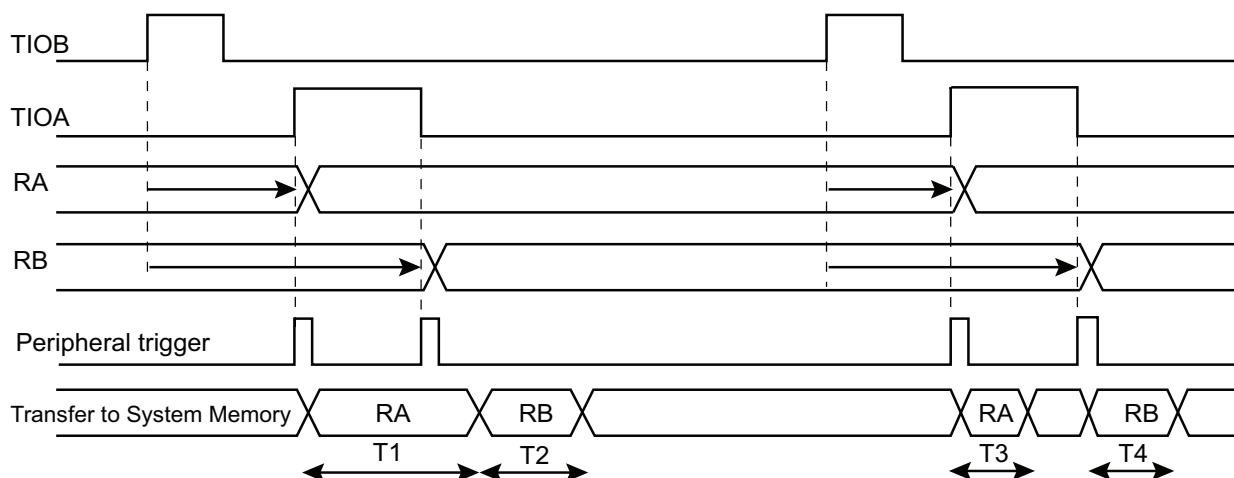 TIOB
TIOA
RA
RB
Peripheral trigger
Transfer to System Memory RA RB RA RB
T1 T2 T3 T4